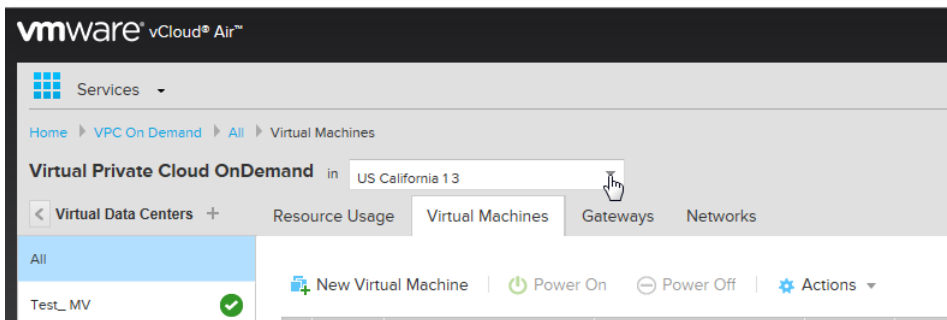 vmware® vCloud® Air™
Services
Home VPC On Demand All Virtual Machines
Virtual Private Cloud OnDemand in US California 1 3
Virtual Data Centers + Resource Usage Virtual Machines Gateways Networks
All
New Virtual Machine Power On Power Off Actions
Test_ MV